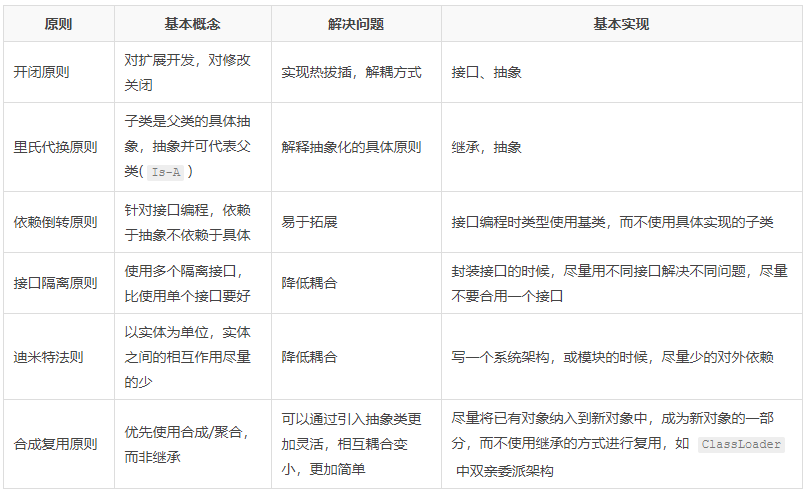 原则 基本概念 解决问题 基本实现
开闭原则
对扩展开发，对修改
关闭
实现热拔插，解耦方式
接口、抽象
里氏代换原则
子类是父类的具体抽
象，抽象并可代表父
类( Is-A )
解释抽象化的具体原则
继承，抽象
依赖倒转原则
针对接口编程，依赖
于抽象不依赖于具体
易于拓展
接口编程时类型使用基类，而不使用具体实现的子类
接口隔离原则
使用多个隔离接口，
比使用单个接口要好
降低耦合
封装接口的时候，尽量用不同接口解决不同问题，尽量
不要合用一个接口
迪米特法则
以实体为单位，实体
之间的相互作用尽量
的少
降低耦合
写一个系统架构，或模块的时候，尽量少的对外依赖
合成复用原则
优先使用合成/聚合，
而非继承
可以通过引入抽象类更
加灵活，相互耦合变
小，更加简单
尽量将已有对象纳入到新对象中，成为新对象的一部
分，而不使用继承的方式进行复用，如 ClassLoader
中双亲委派架构